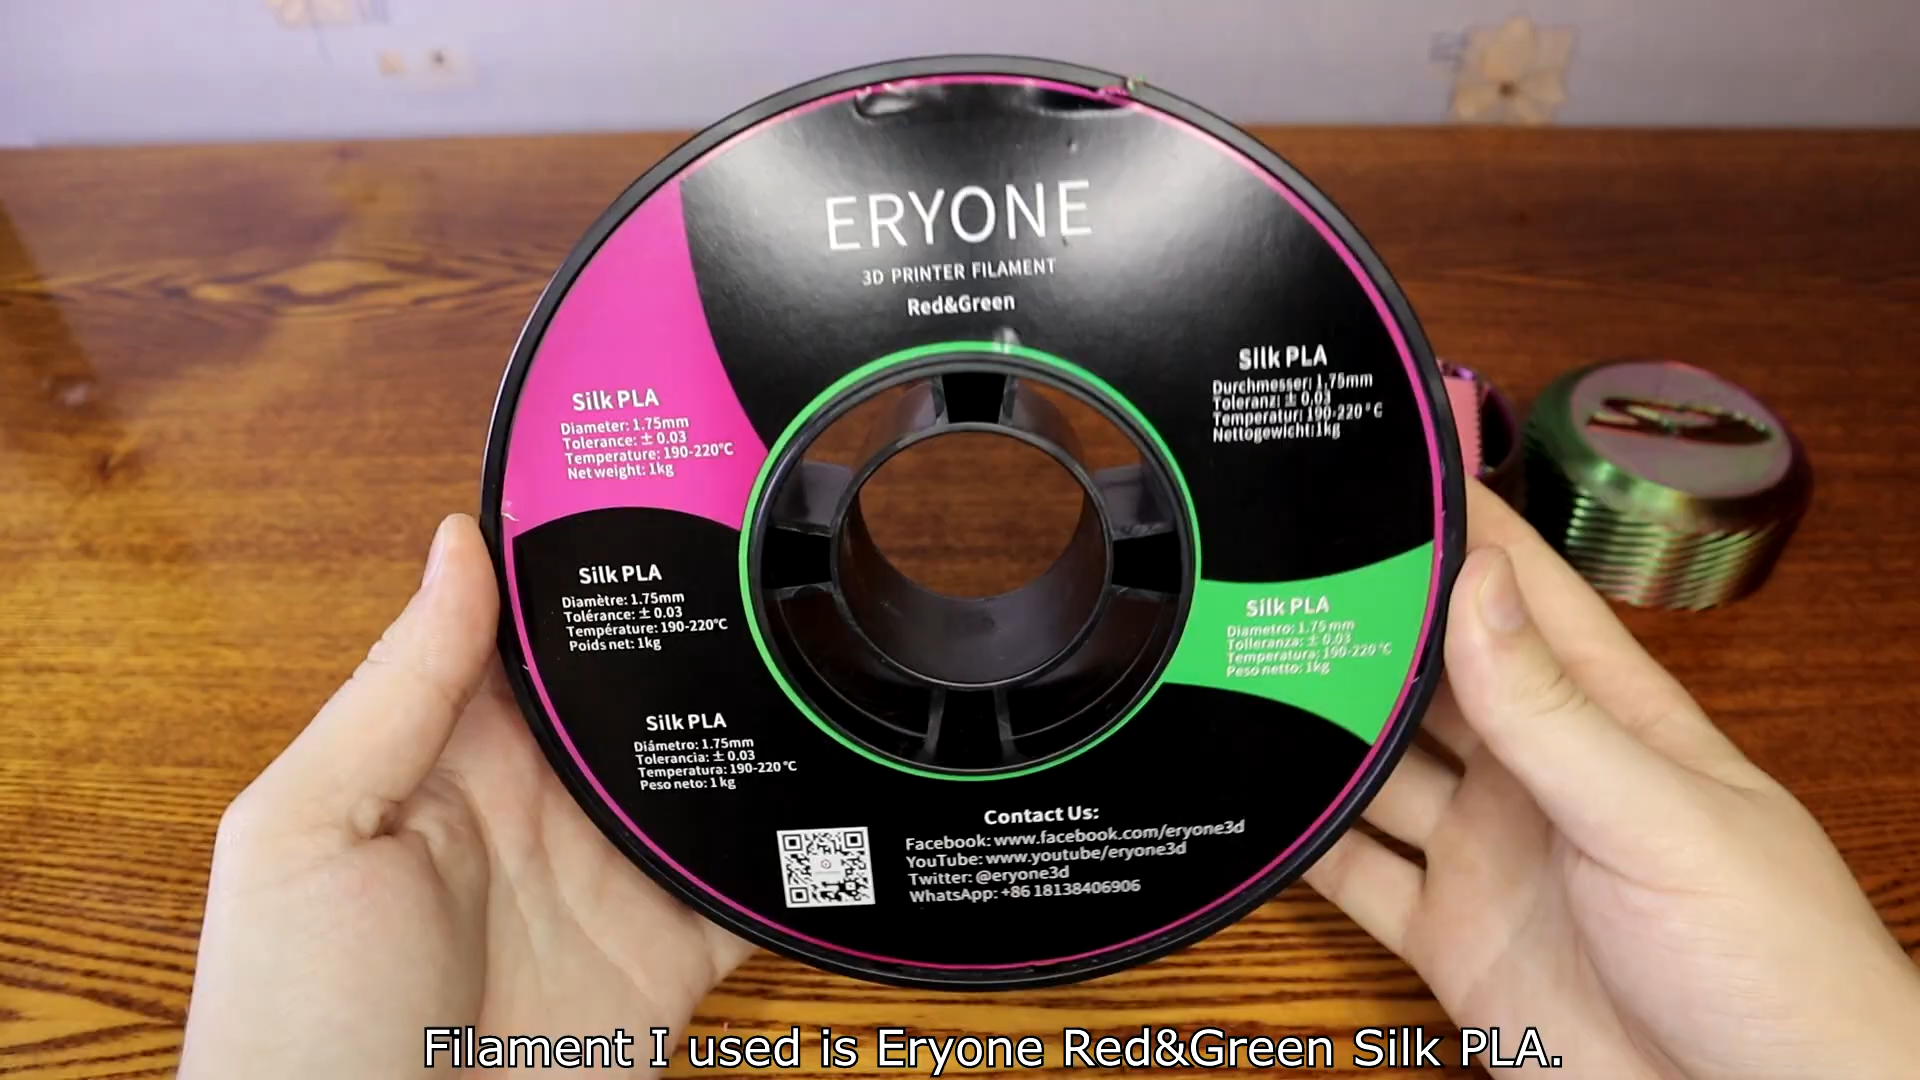 ERYONE
3D PRINTER FILAMENT
Red&Green
Silk PLA
Diameter: 1.75mm
Tolerance: ± 0.03
Temperature: 190-220°C
Net weight: 1kg
Silk PLA
Durchmesser: 1,75mm
Toleranz: ± 0,03
Temperatur: 190-220°C
Nettogewicht:1kg
Silk PLA
Diamètre: 1.75mm
Tolérance: ± 0.03
Température: 190-220°C
Poids net: 1kg
Silk PLA
Diametro: 1.75 mm
Tolleranza: ± 0.03
Temperatura: 190-220°C
Peso netto: 1kg
Silk PLA
Diámetro: 1.75mm
Tolerancia: ± 0.03
Temperatura: 190-220°C
Peso neto: 1 kg
Contact Us:
Facebook: www.facebook.com/eryone3d
YouTube: www.youtube/eryone3d
Twitter: @eryone3d
WhatsApp: +86 18138406906
Filament I used is Eryone Red&Green Silk PLA.